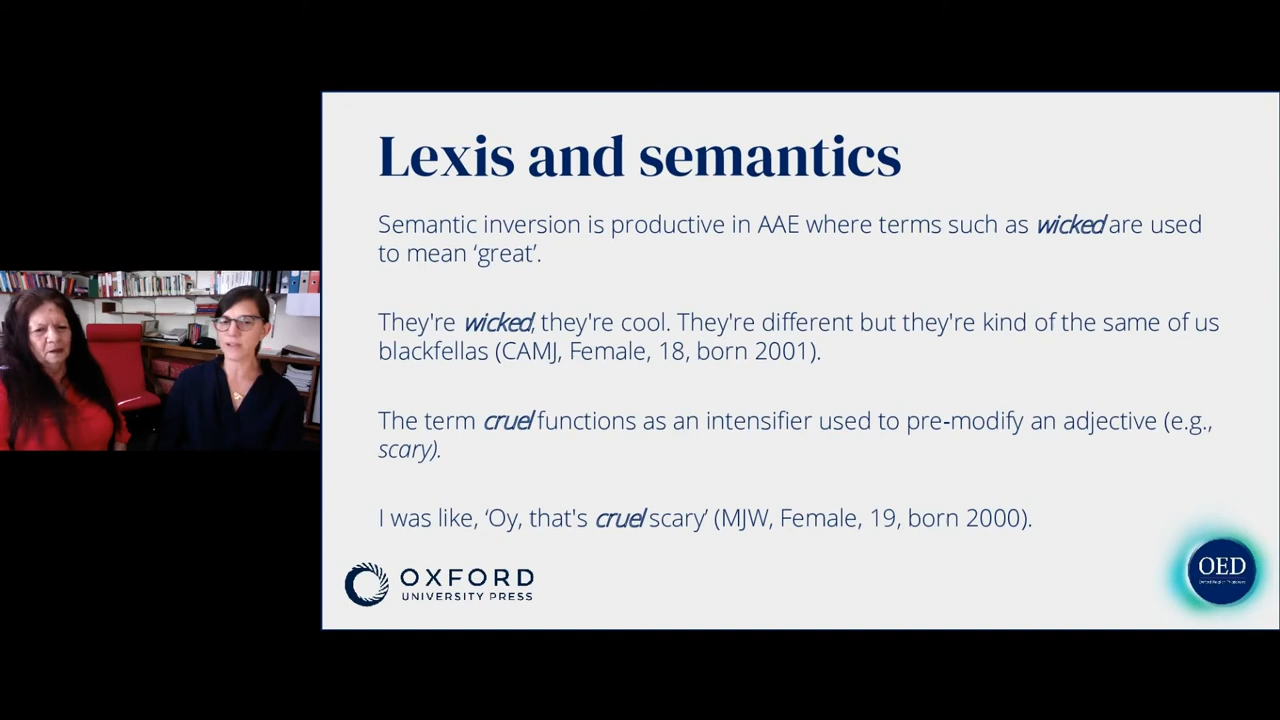 Lexis and semantics
Semantic inversion is productive in AAE where terms such as wicked are used
to mean ‘great’.
They're wicked, they're cool. They're different but they're kind of the same of us
blackfellas (CAMJ, Female, 18, born 2001).
The term cruel functions as an intensifier used to pre-modify an adjective (e.g.,
scary).
I was like, ‘Oy, that's cruel scary’ (MJW, Female, 19, born 2000).
OXFORD
UNIVERSITY PRESS
OED